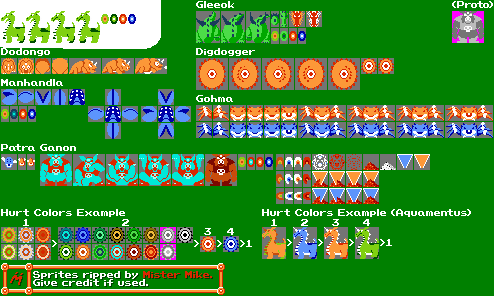 Gleeok (Proto)
Dodongo Digdogger
Manhandla
Gohma
Patra Ganon
Hurt Colors Example Hurt Colors Example (Aquamentus)
1 2 1 2 3 4
3 4
> > > 1 > > > > 1
Sprites ripped by Mister Mike.
Give credit if used.